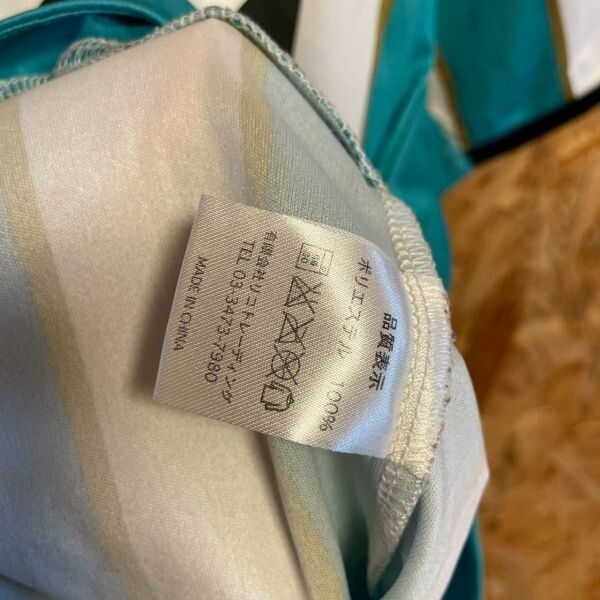 品質表示
ポリエステル 100%
有限会社リコトレーディング
TEL 03-3473-7980
MADE IN CHINA